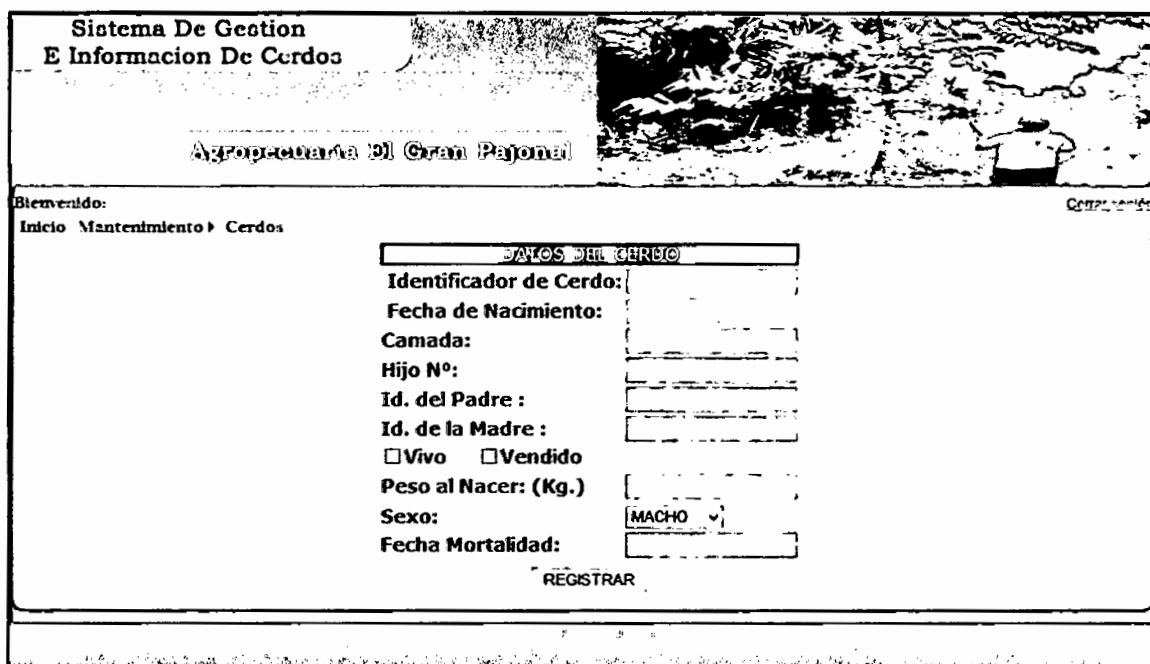 Sistema De Gestion
E Informacion De Cerdos
Agropecuaria El Gran Pajonal
Bienvenido:
Cerrar sesión
Inicio Mantenimiento Cerdos
DATOS DEL CERDO
Identificador de Cerdo:
Fecha de Nacimiento:
Camada:
Hijo Nº:
Id. del Padre :
Id. de la Madre :
Vivo Vendido
Peso al Nacer: (Kg.)
Sexo: MACHO
Fecha Mortalidad:
REGISTRAR